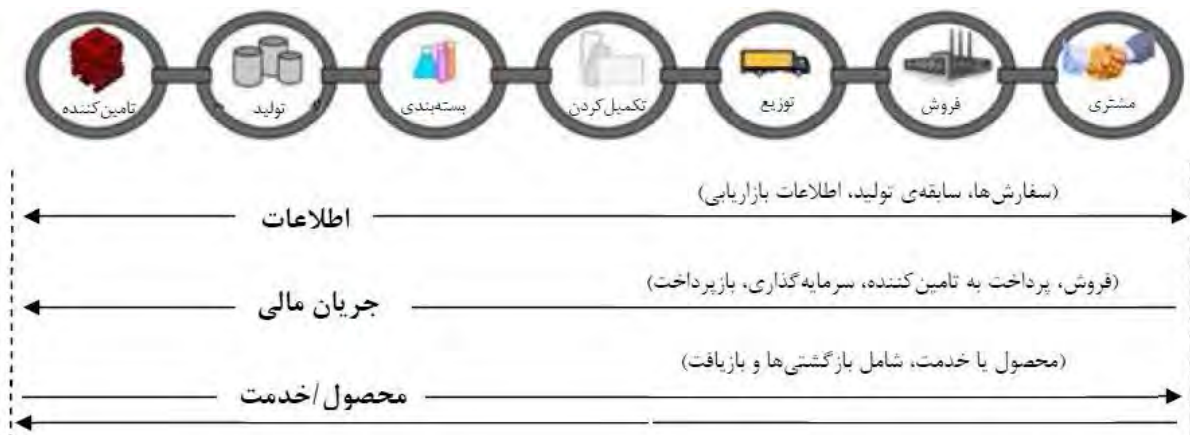 تامین‌کننده
تولید
بسته‌بندی
تکمیل‌کردن
توزیع
فروش
مشتری
(سفارش‌ها، سابقه‌ی تولید، اطلاعات بازاریابی)
اطلاعات
(فروش، پرداخت به تامین‌کننده، سرمایه‌گذاری، بازپرداخت)
جریان مالی
(محصول یا خدمت، شامل بازگشتی‌ها و بازیافت)
محصول/خدمت